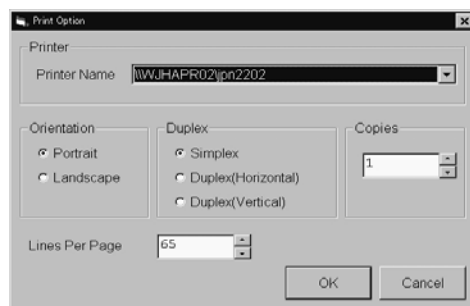 Print Option
Printer
Printer Name \\WJHAPR02\jpn2202
Orientation
Portrait
Landscape
Duplex
Simplex
Duplex(Horizontal)
Duplex(Vertical)
Copies
1
Lines Per Page 65
OK Cancel